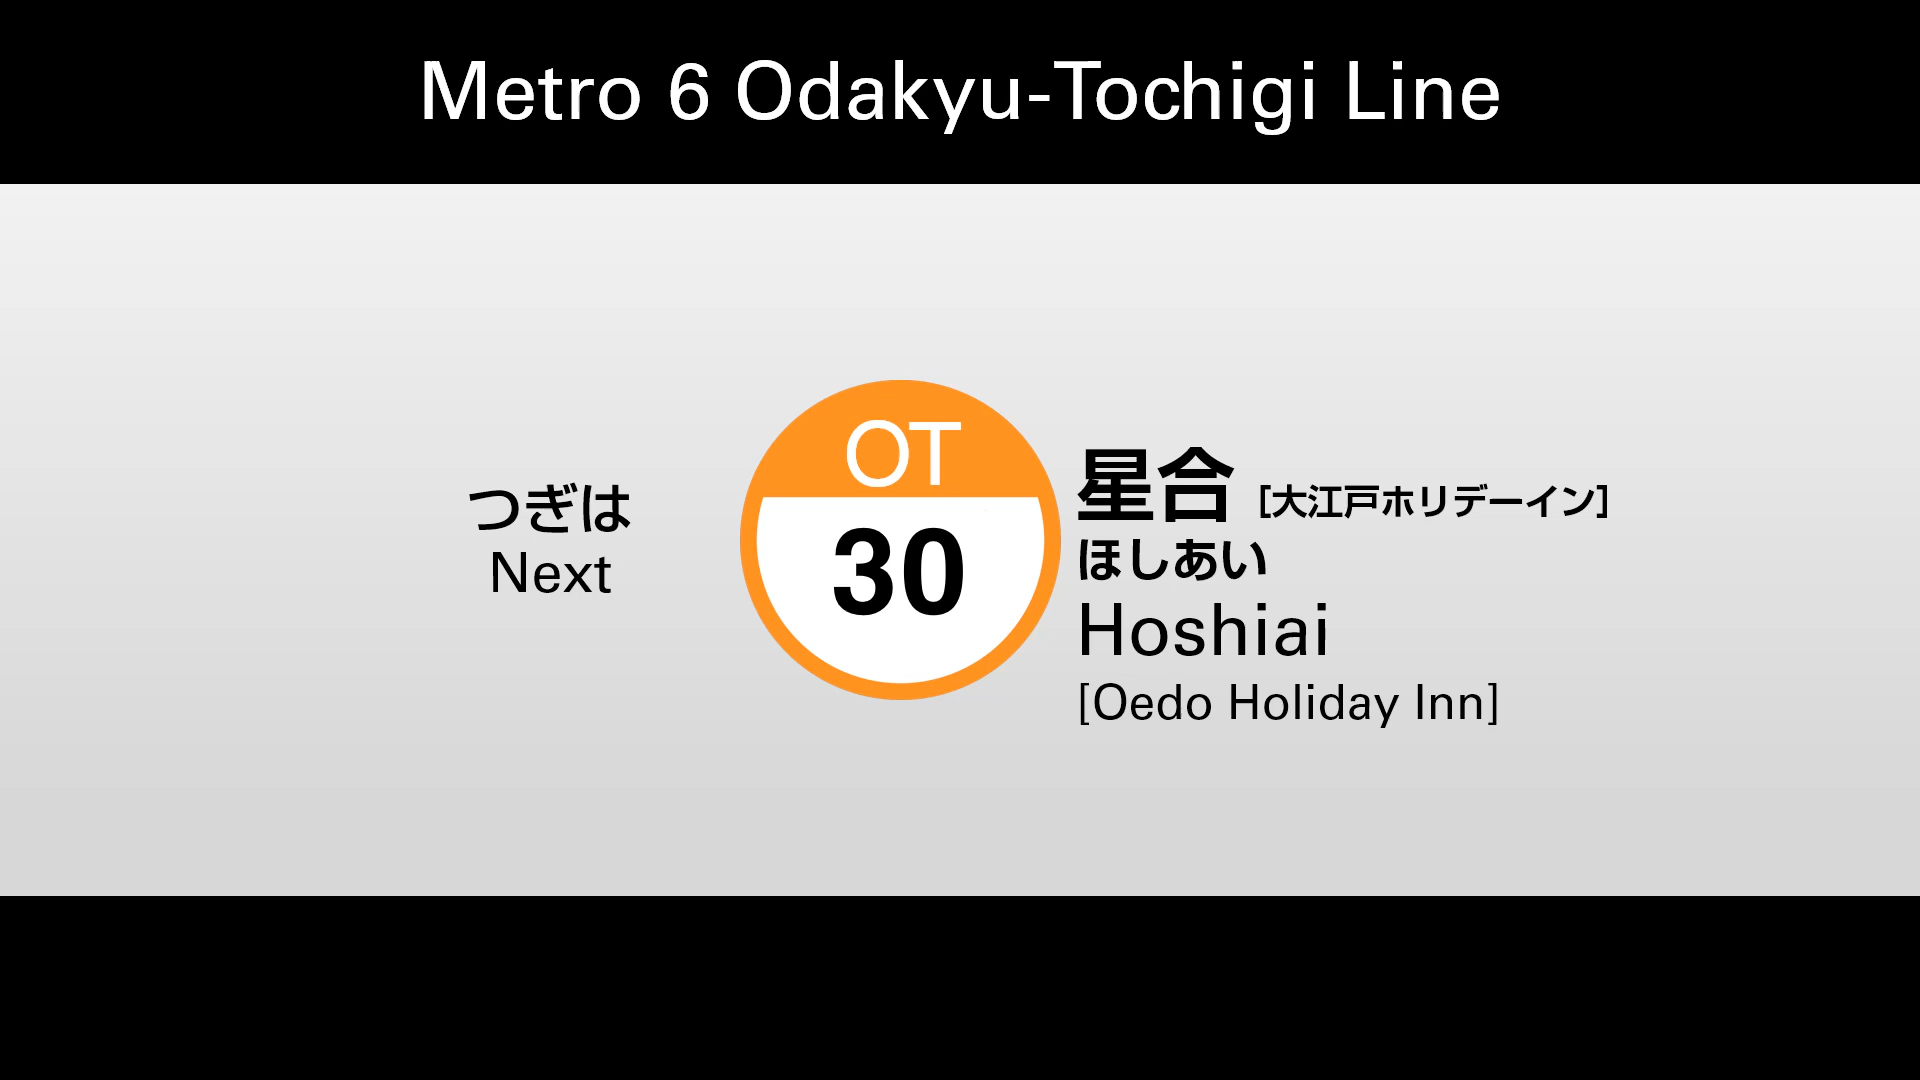 Metro 6 Odakyu-Tochigi Line
つぎは
Next
OT
30
星合 [大江戸ホリデーイン]
ほしあい
Hoshiai
[Oedo Holiday Inn]